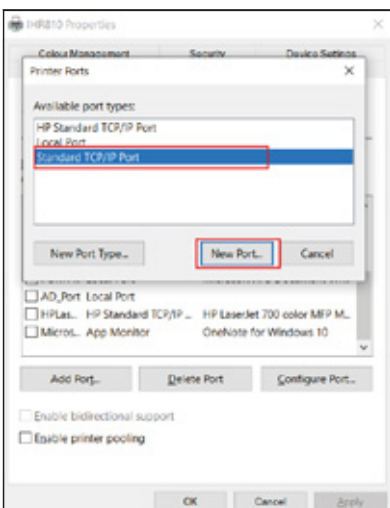 IHR810 Properties
Colour Management Security Device Settings
Printer Ports
Available port types:
HP Standard TCP/IP Port
Local Port
Standard TCP/IP Port
New Port Type... New Port... Cancel
AD_Port Local Port
HPLas... HP Standard TCP/IP ... HP LaserJet 700 color MFP M...
Micros... App Monitor OneNote for Windows 10
Add Port... Delete Port Configure Port...
Enable bidirectional support
Enable printer pooling
OK Cancel Apply